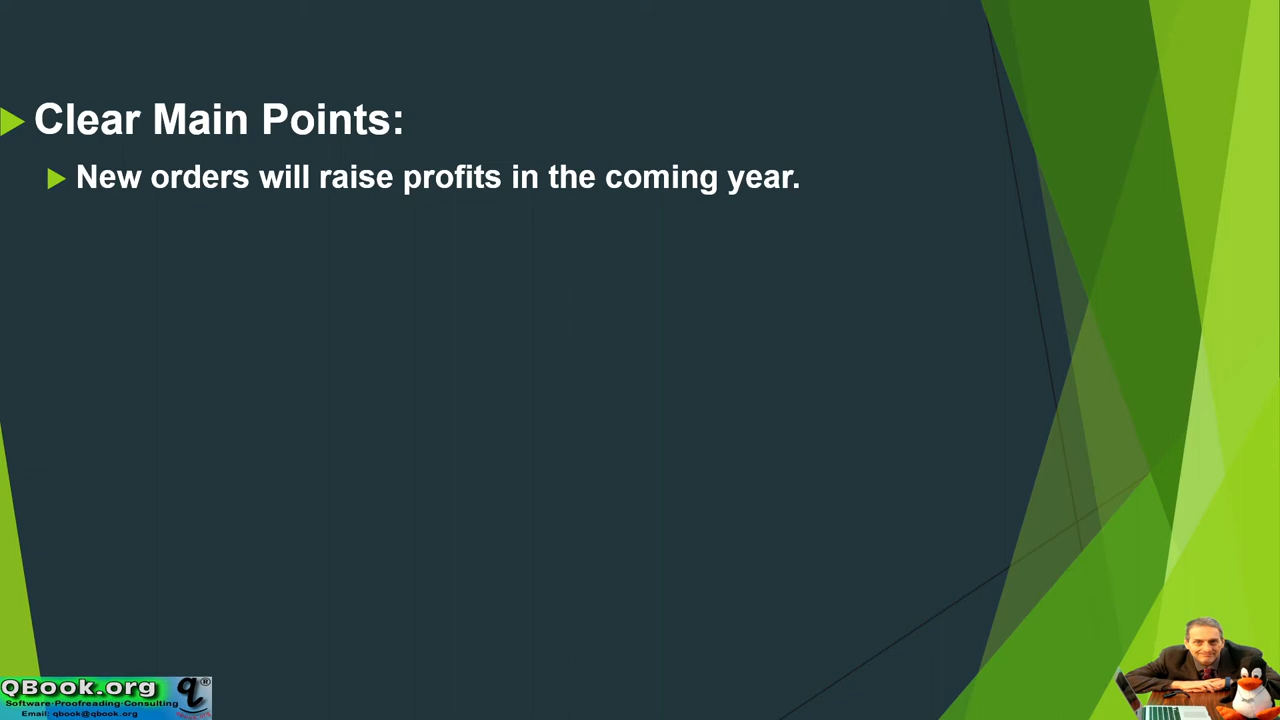 Clear Main Points:
New orders will raise profits in the coming year.
QBook.org
Software·Proofreading·Consulting
Email: qbook@qbook.org
q®